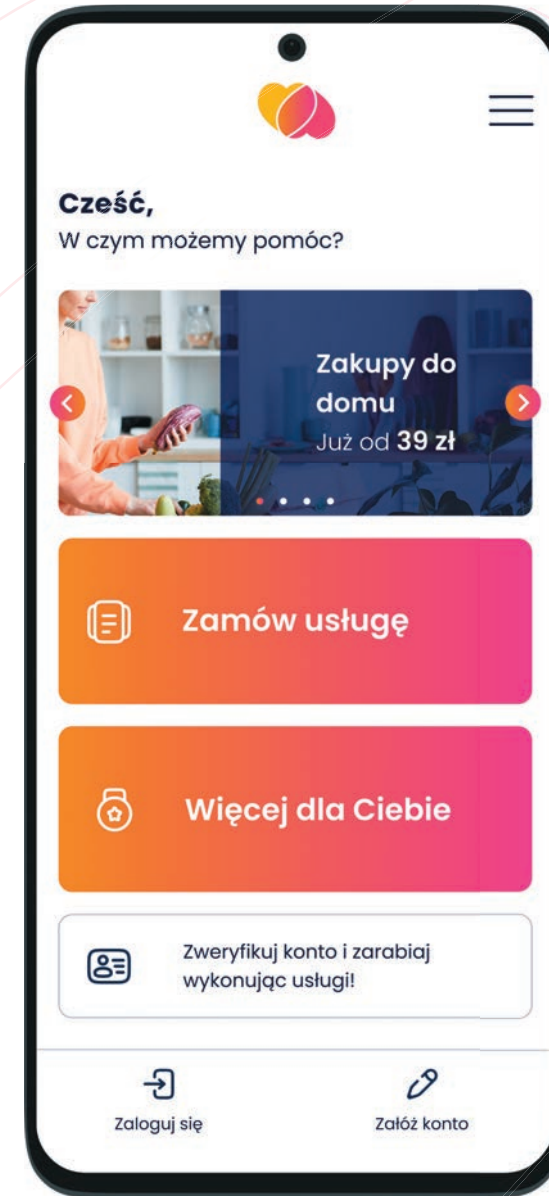 Cześć,
W czym możemy pomóc?
Zakupy do
domu
Już od 39 zł
Zamów usługę
Więcej dla Ciebie
Zweryfikuj konto i zarabiaj
wykonując usługi!
Zaloguj się
Załóż konto